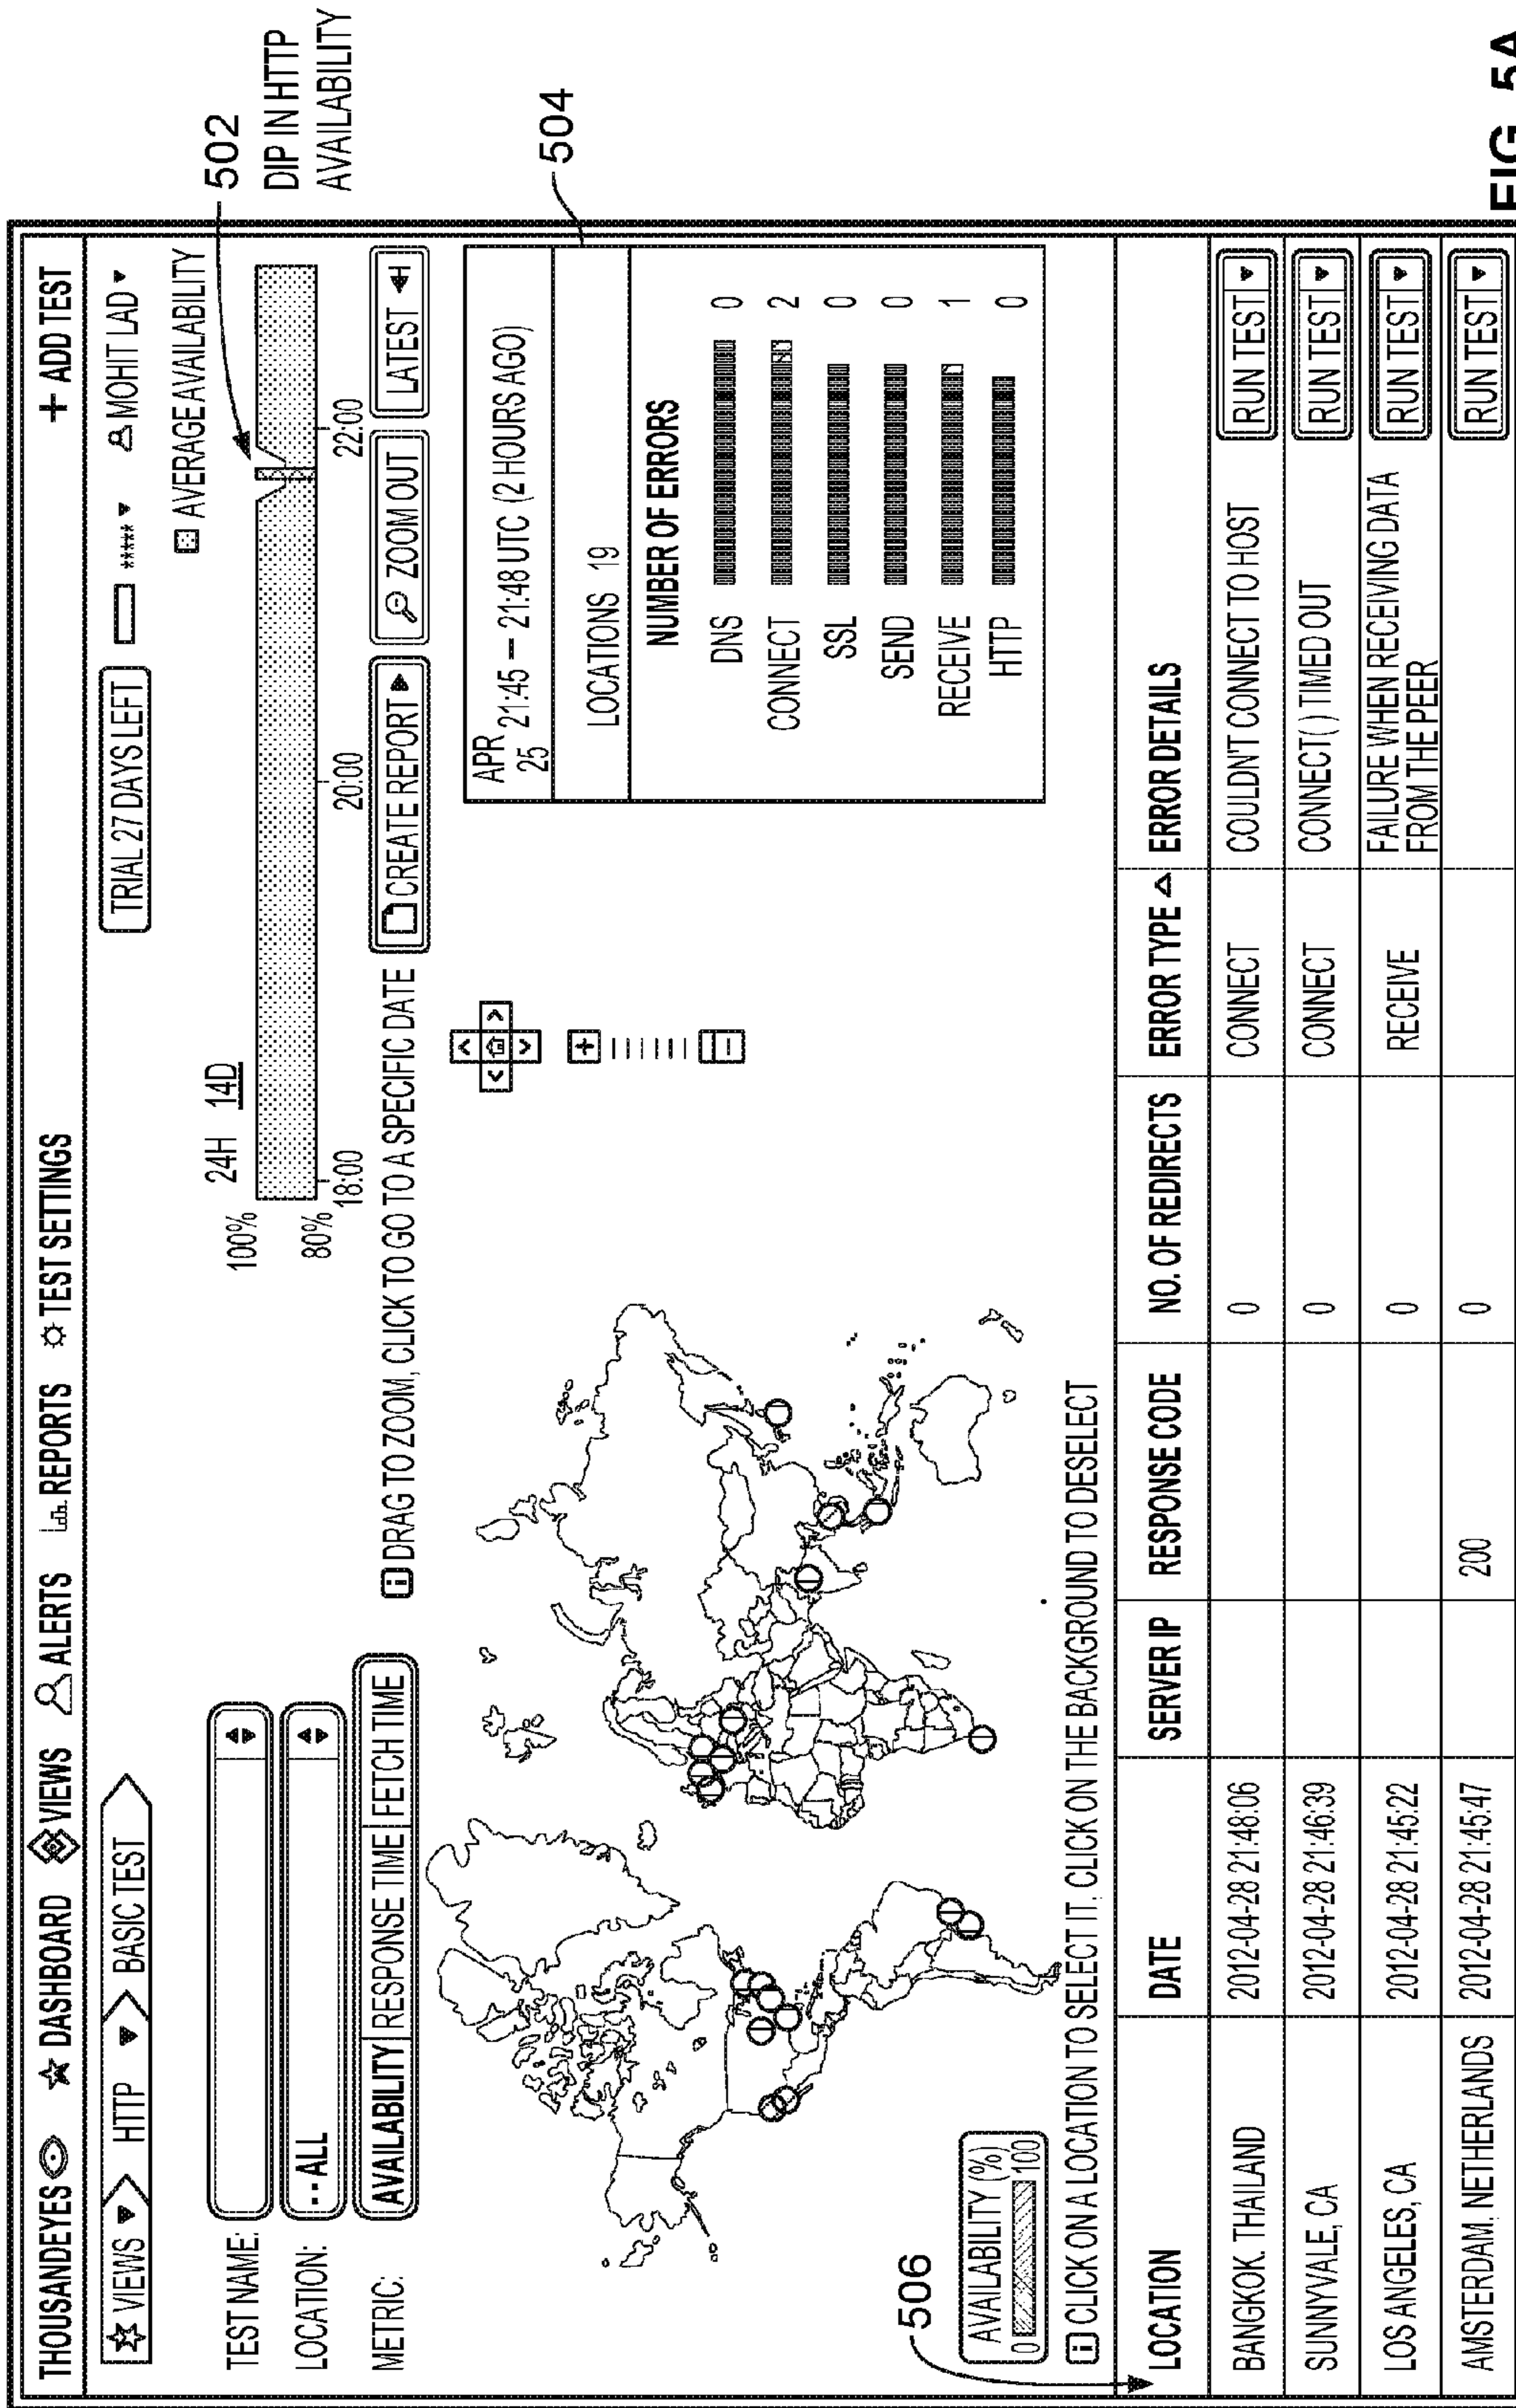 THOUSANDEYES DASHBOARD VIEWS ALERTS REPORTS TEST SETTINGS + ADD TEST
VIEWS HTTP BASIC TEST TRIAL 27 DAYS LEFT ***** MOHIT LAD
TEST NAME:
LOCATION: --ALL
METRIC: AVAILABILITY RESPONSE TIME FETCH TIME
24H 14D AVERAGE AVAILABILITY
100%
80%
18:00 20:00 22:00
502
DIP IN HTTP
AVAILABILITY
DRAG TO ZOOM, CLICK TO GO TO A SPECIFIC DATE CREATE REPORT ZOOM OUT LATEST
504
APR
25 21:45 — 21:48 UTC (2 HOURS AGO)
LOCATIONS 19
NUMBER OF ERRORS
DNS 0
CONNECT 2
SSL 0
SEND 0
RECEIVE 1
HTTP 0
AVAILABILITY (%)
0 100
506
CLICK ON A LOCATION TO SELECT IT. CLICK ON THE BACKGROUND TO DESELECT
LOCATION DATE SERVER IP RESPONSE CODE NO. OF REDIRECTS ERROR TYPE ERROR DETAILS
BANGKOK. THAILAND 2012-04-28 21:48:06 0 CONNECT COULDN'T CONNECT TO HOST RUN TEST
SUNNYVALE, CA 2012-04-28 21:46:39 0 CONNECT CONNECT( ) TIMED OUT RUN TEST
LOS ANGELES, CA 2012-04-28 21:45:22 0 RECEIVE FAILURE WHEN RECEIVING DATA
FROM THE PEER RUN TEST
AMSTERDAM, NETHERLANDS 2012-04-28 21:45:47 200 0 RUN TEST
FIG. 5A